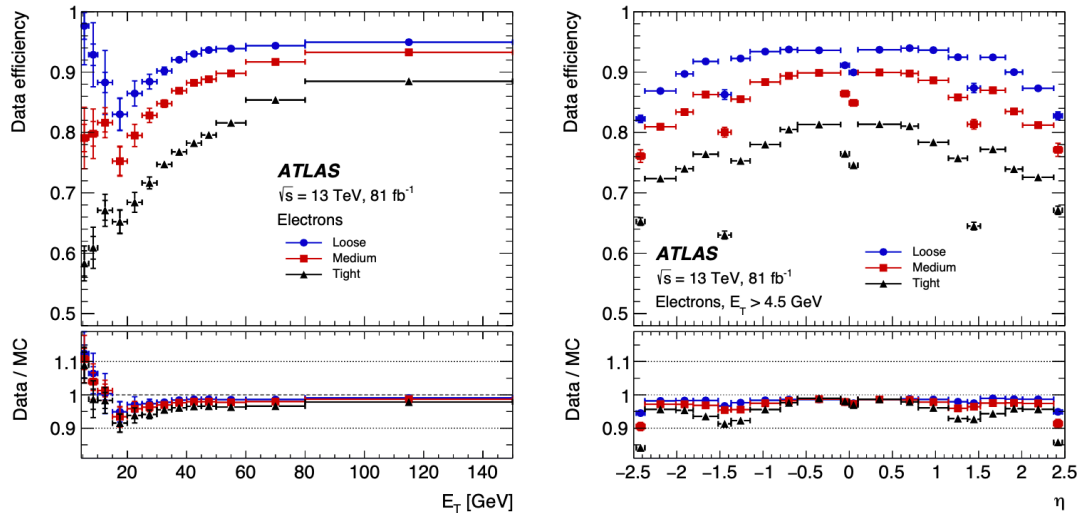 Data efficiency
1
0.9
0.8
0.7
0.6
0.5
ATLAS
√s = 13 TeV, 81 fb⁻¹
Electrons
Loose
Medium
Tight
Data / MC
1.1
1
0.9
20 40 60 80 100 120 140
E_T [GeV]
Data efficiency
1
0.9
0.8
0.7
0.6
0.5
ATLAS
√s = 13 TeV, 81 fb⁻¹
Electrons, E_T > 4.5 GeV
Loose
Medium
Tight
Data / MC
1.1
1
0.9
−2.5 −2 −1.5 −1 −0.5 0 0.5 1 1.5 2 2.5
η